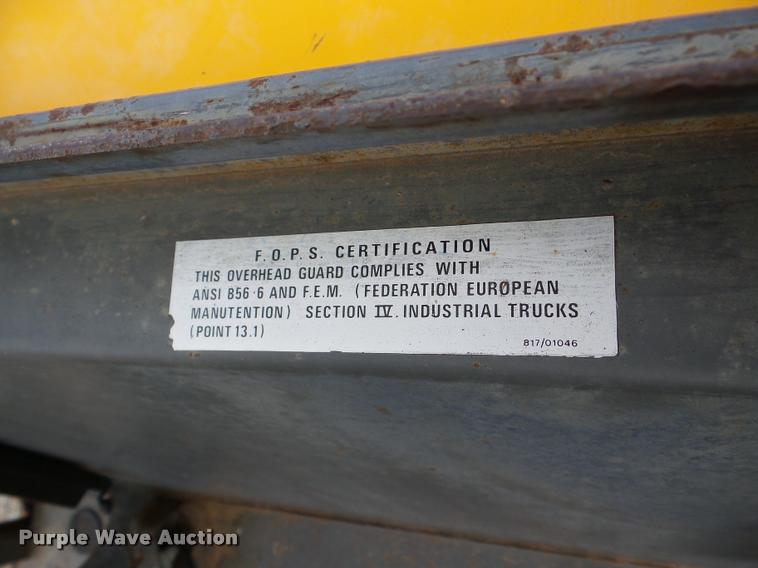 F.O.P.S. CERTIFICATION
THIS OVERHEAD GUARD COMPLIES WITH
ANSI B56·6 AND F.E.M. (FEDERATION EUROPEAN
MANUTENTION) SECTION IV. INDUSTRIAL TRUCKS
(POINT 13.1)
817/01046
Purple Wave Auction